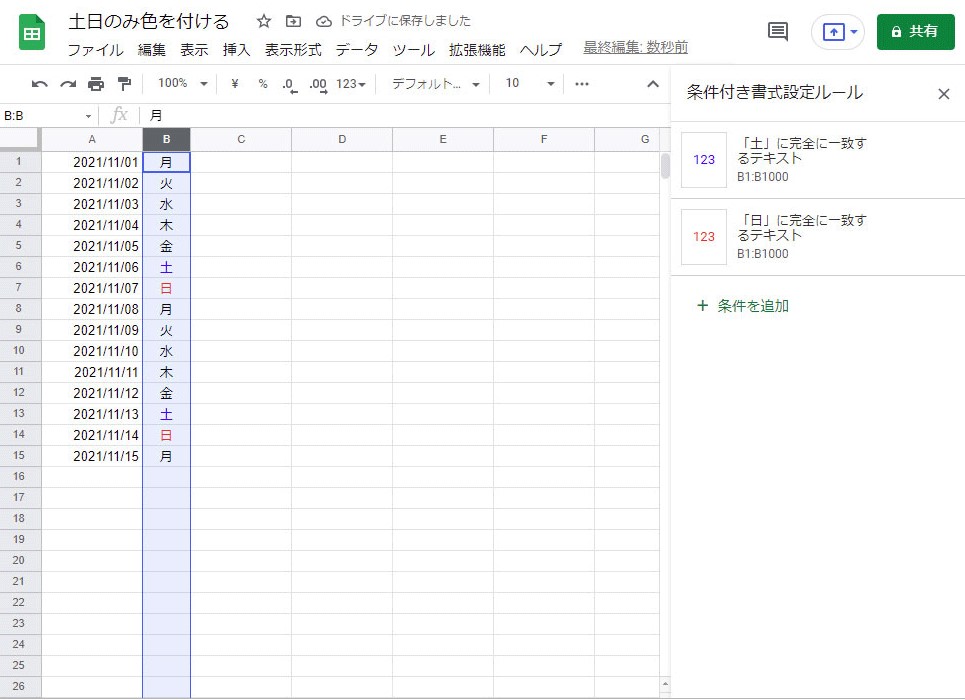 土日のみ色を付ける ドライブに保存しました
ファイル 編集 表示 挿入 表示形式 データ ツール 拡張機能 ヘルプ 最終編集: 数秒前
共有
100% ¥ % .0 .00 123 デフォルト... 10
B:B fx 月
A B C D E F G
1 2021/11/01 月
2 2021/11/02 火
3 2021/11/03 水
4 2021/11/04 木
5 2021/11/05 金
6 2021/11/06 土
7 2021/11/07 日
8 2021/11/08 月
9 2021/11/09 火
10 2021/11/10 水
11 2021/11/11 木
12 2021/11/12 金
13 2021/11/13 土
14 2021/11/14 日
15 2021/11/15 月
16
17
18
19
20
21
22
23
24
25
26
条件付き書式設定ルール
123
「土」に完全に一致す
るテキスト
B1:B1000
123
「日」に完全に一致す
るテキスト
B1:B1000
+ 条件を追加